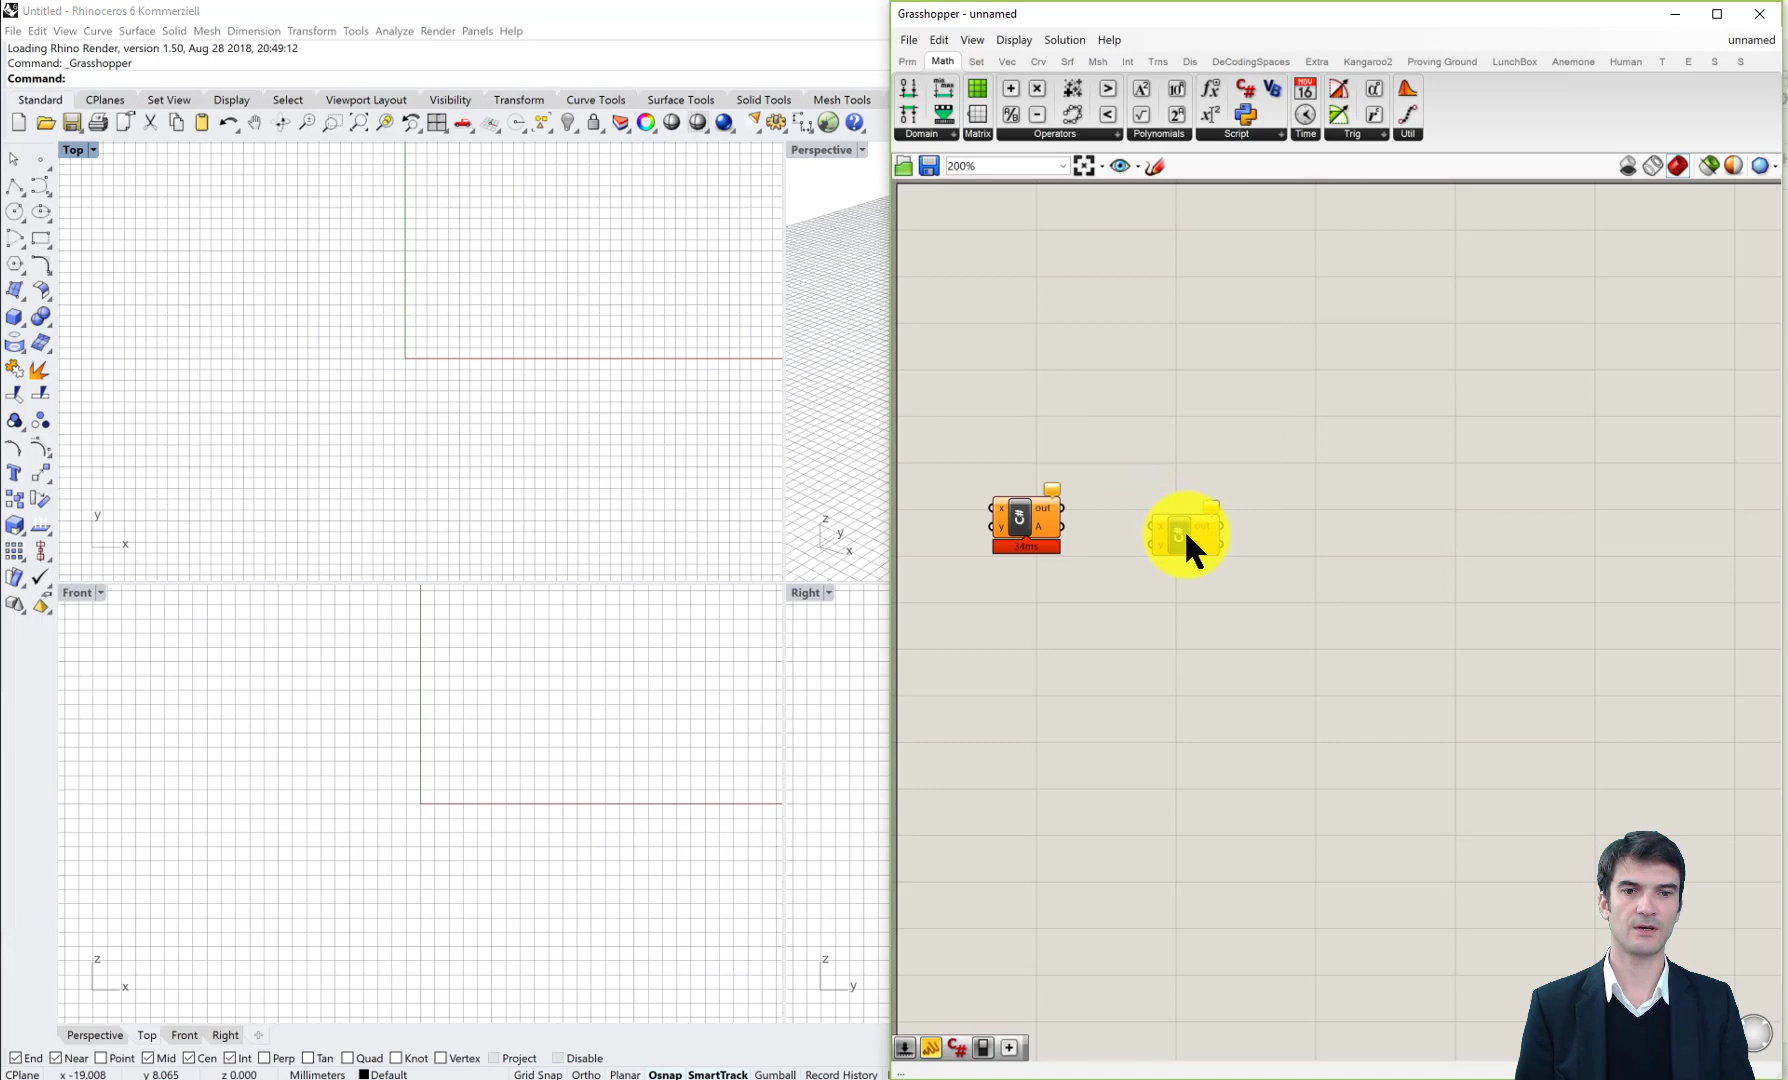 Untitled - Rhinoceros 6 Kommerziell
File Edit View Curve Surface Solid Mesh Dimension Transform Tools Analyze Render Panels Help
Loading Rhino Render, version 1.50, Aug 28 2018, 20:49:12
Command: _Grasshopper
Command:
Standard CPlanes Set View Display Select Viewport Layout Visibility Transform Curve Tools Surface Tools Solid Tools Mesh Tools
Top
Perspective
y
x
z
y
x
Front
Right
z
x
z
y
Perspective Top Front Right
End Near Point Mid Cen Int Perp Tan Quad Knot Vertex Project Disable
CPlane x -19.008 y 8.065 z 0.000 Millimeters Default Grid Snap Ortho Planar Osnap SmartTrack Gumball Record History
Grasshopper - unnamed
File Edit View Display Solution Help unnamed
Prm Math Set Vec Crv Srf Msh Int Trns Dis DeCodingSpaces Extra Kangaroo2 Proving Ground LunchBox Anemone Human T E S S
Domain Matrix Operators Polynomials Script Time Trig Util
200%
x C# out
y A
34ms
x out
y
...